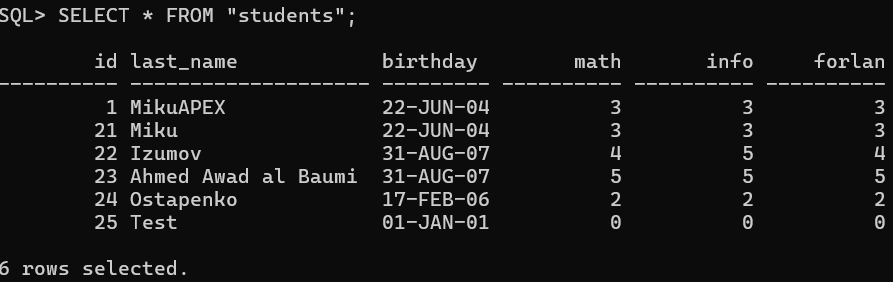 SQL> SELECT * FROM "students";
id last_name birthday math info forlan
---------- -------------------- --------- ---------- ---------- ----------
1 MikuAPEX 22-JUN-04 3 3 3
21 Miku 22-JUN-04 3 3 3
22 Izumov 31-AUG-07 4 5 4
23 Ahmed Awad al Baumi 31-AUG-07 5 5 5
24 Ostapenko 17-FEB-06 2 2 2
25 Test 01-JAN-01 0 0 0
6 rows selected.